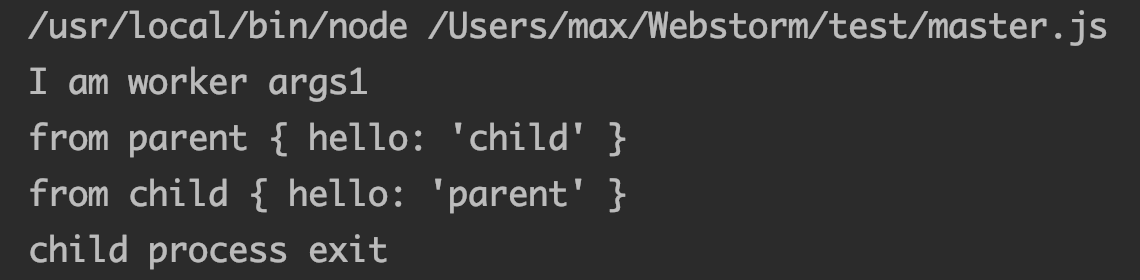 /usr/local/bin/node /Users/max/Webstorm/test/master.js
I am worker args1
from parent { hello: 'child' }
from child { hello: 'parent' }
child process exit